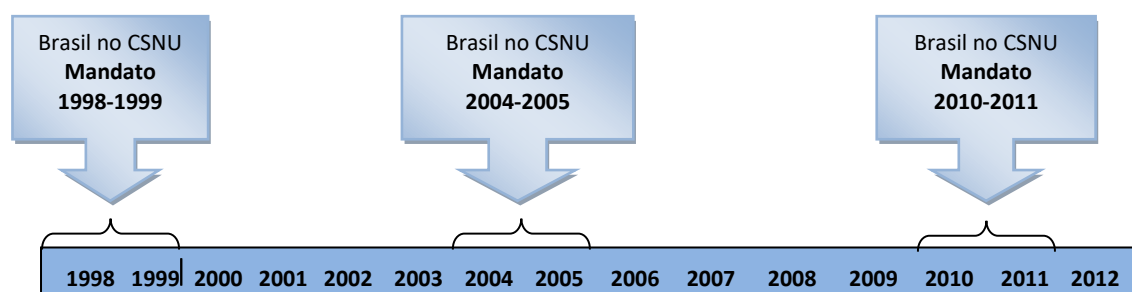 Brasil no CSNU
Mandato
1998-1999
Brasil no CSNU
Mandato
2004-2005
Brasil no CSNU
Mandato
2010-2011
1998 1999 2000 2001 2002 2003 2004 2005 2006 2007 2008 2009 2010 2011 2012